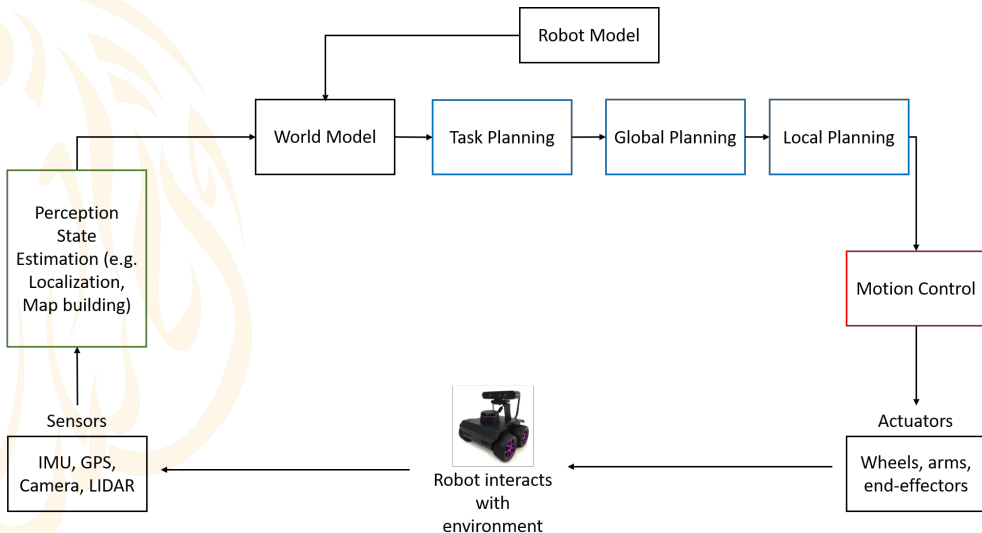 Robot Model
World Model
Task Planning
Global Planning
Local Planning
Perception
State
Estimation (e.g.
Localization,
Map building)
Motion Control
Sensors
IMU, GPS,
Camera, LIDAR
Robot interacts
with
environment
Actuators
Wheels, arms,
end-effectors